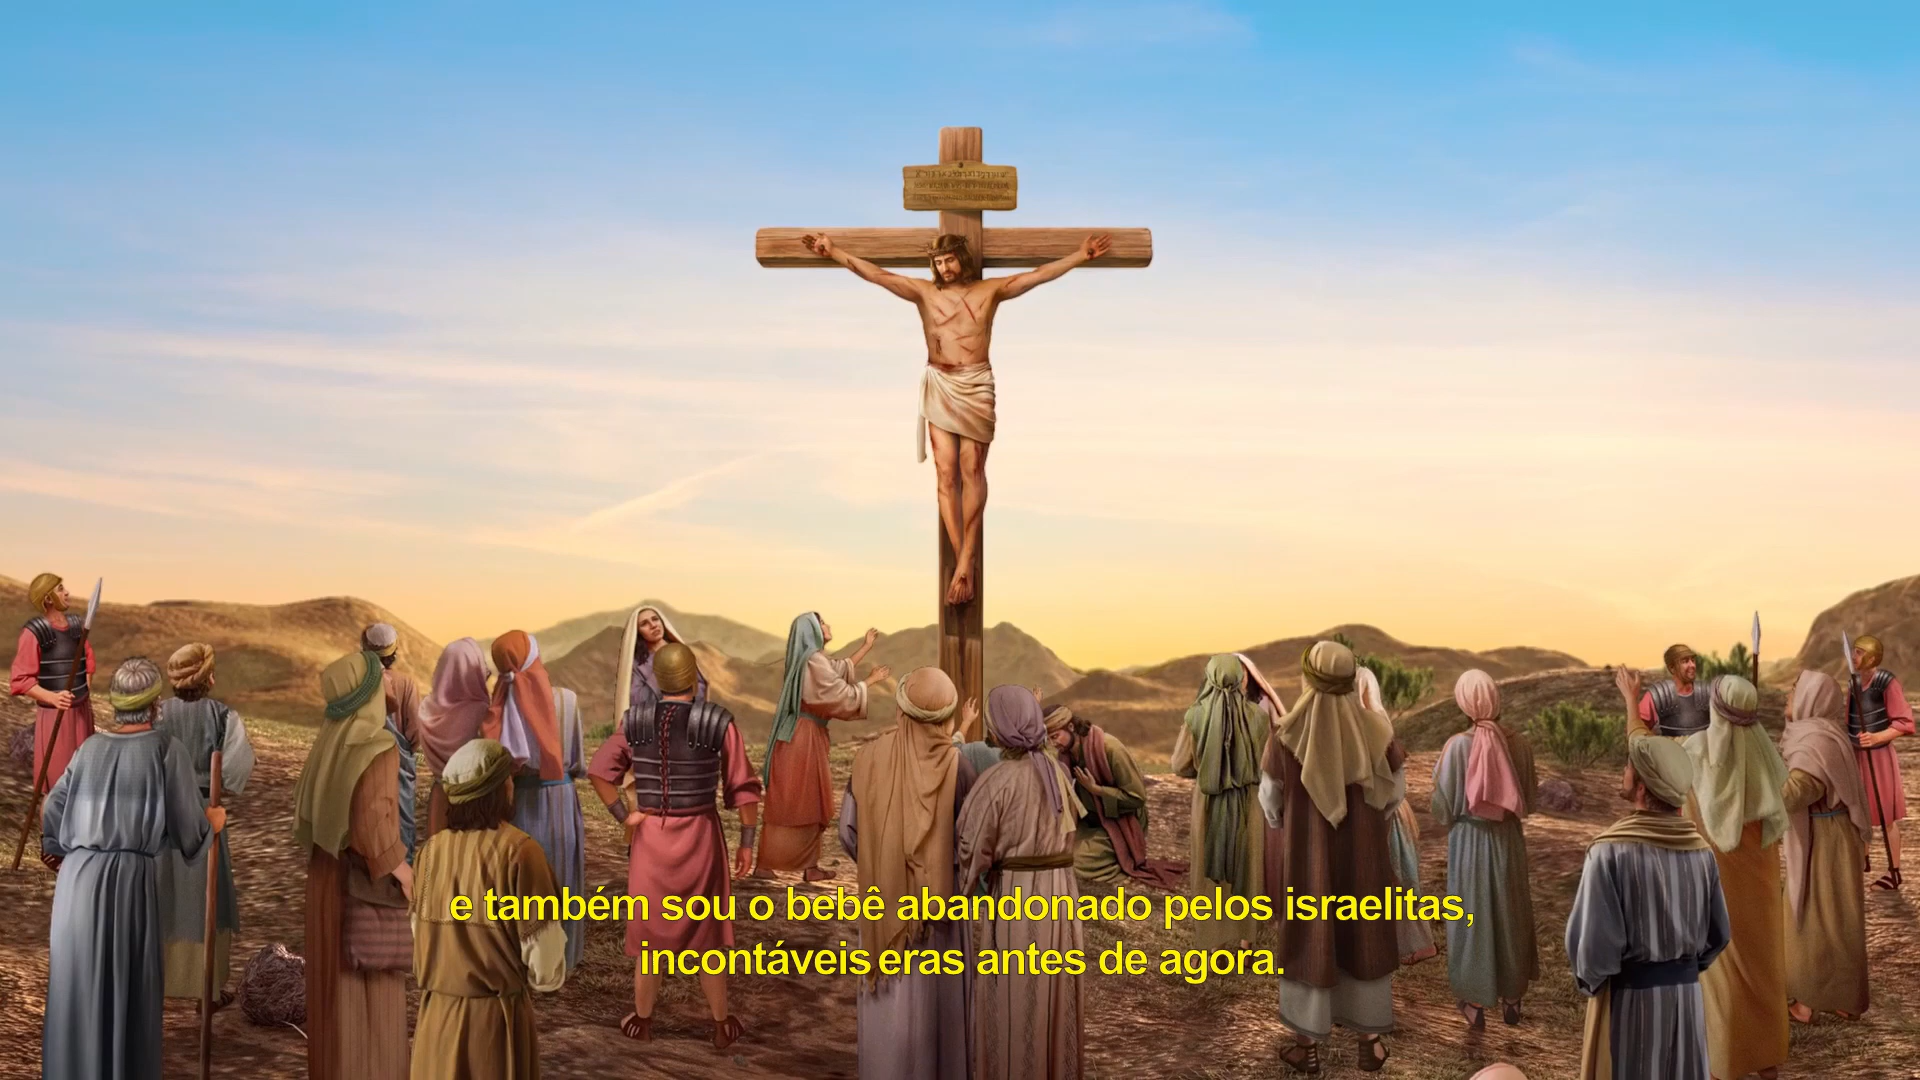 e também sou o bebê abandonado pelos israelitas,
incontáveis eras antes de agora.